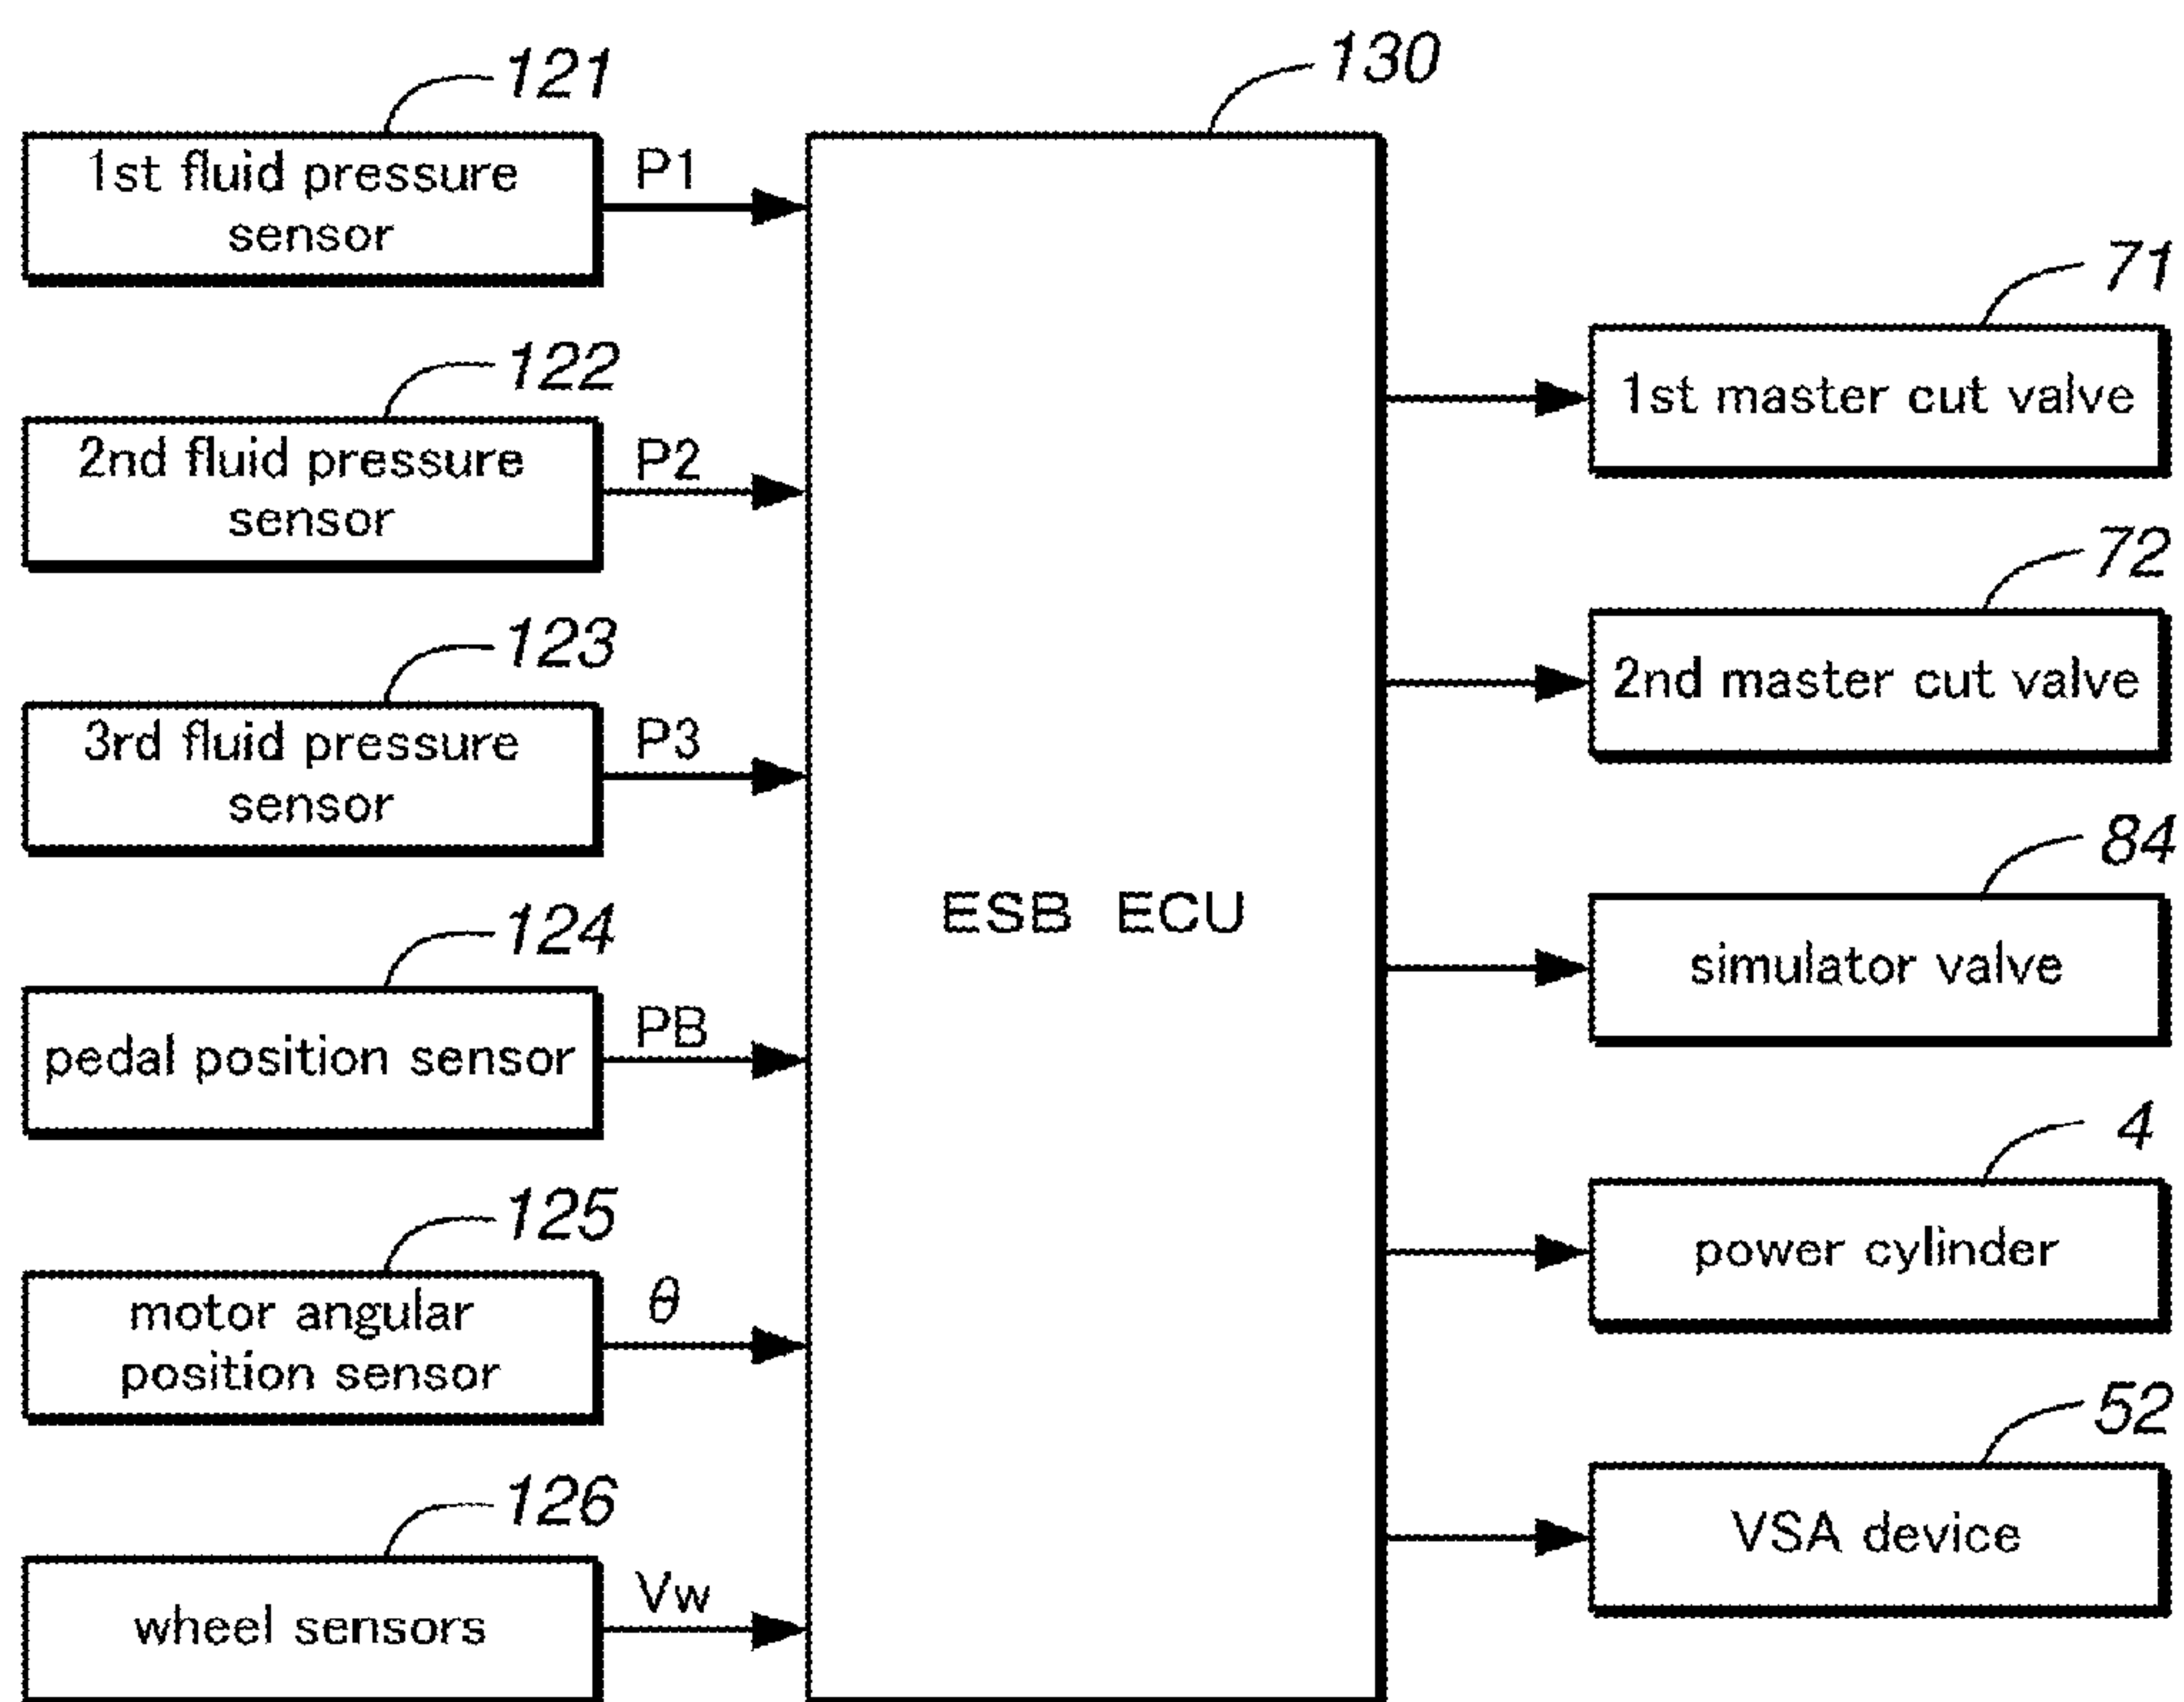 121
1st fluid pressure
sensor
P1
122
2nd fluid pressure
sensor
P2
123
3rd fluid pressure
sensor
P3
124
pedal position sensor
PB
125
motor angular
position sensor
θ
126
wheel sensors
Vw
130
ESB ECU
71
1st master cut valve
72
2nd master cut valve
84
simulator valve
4
power cylinder
52
VSA device